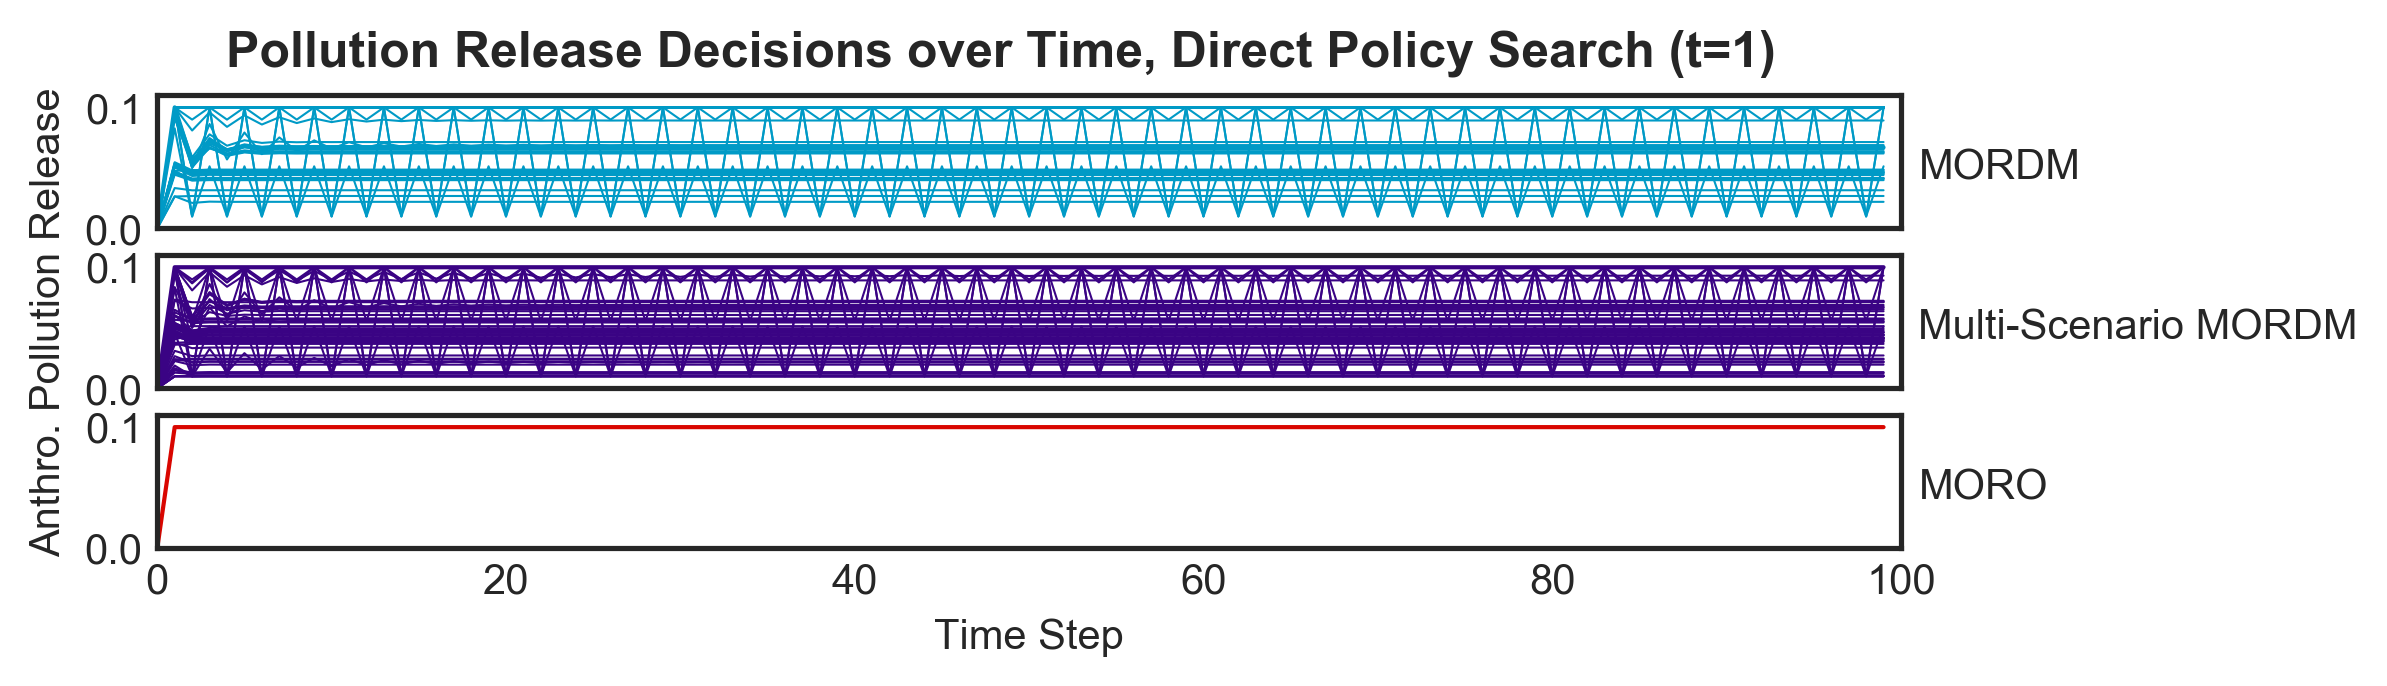 Pollution Release Decisions over Time, Direct Policy Search (t=1)
Anthro. Pollution Release
0.1
0.0
MORDM
0.1
0.0
Multi-Scenario MORDM
0.1
0.0
MORO
0 20 40 60 80 100
Time Step